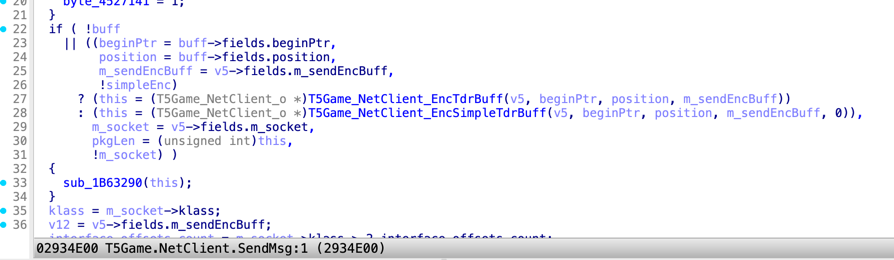 20 byte_4527141 = 1;
21 }
22 if ( !buff
23 || ((beginPtr = buff->fields.beginPtr,
24 position = buff->fields.position,
25 m_sendEncBuff = v5->fields.m_sendEncBuff,
26 !simpleEnc)
27 ? (this = (T5Game_NetClient_o *)T5Game_NetClient_EncTdrBuff(v5, beginPtr, position, m_sendEncBuff))
28 : (this = (T5Game_NetClient_o *)T5Game_NetClient_EncSimpleTdrBuff(v5, beginPtr, position, m_sendEncBuff, 0)),
29 m_socket = v5->fields.m_socket,
30 pkgLen = (unsigned int)this,
31 !m_socket) )
32 {
33 sub_1B63290(this);
34 }
35 klass = m_socket->klass;
36 v12 = v5->fields.m_sendEncBuff;
02934E00 T5Game.NetClient.SendMsg:1 (2934E00)